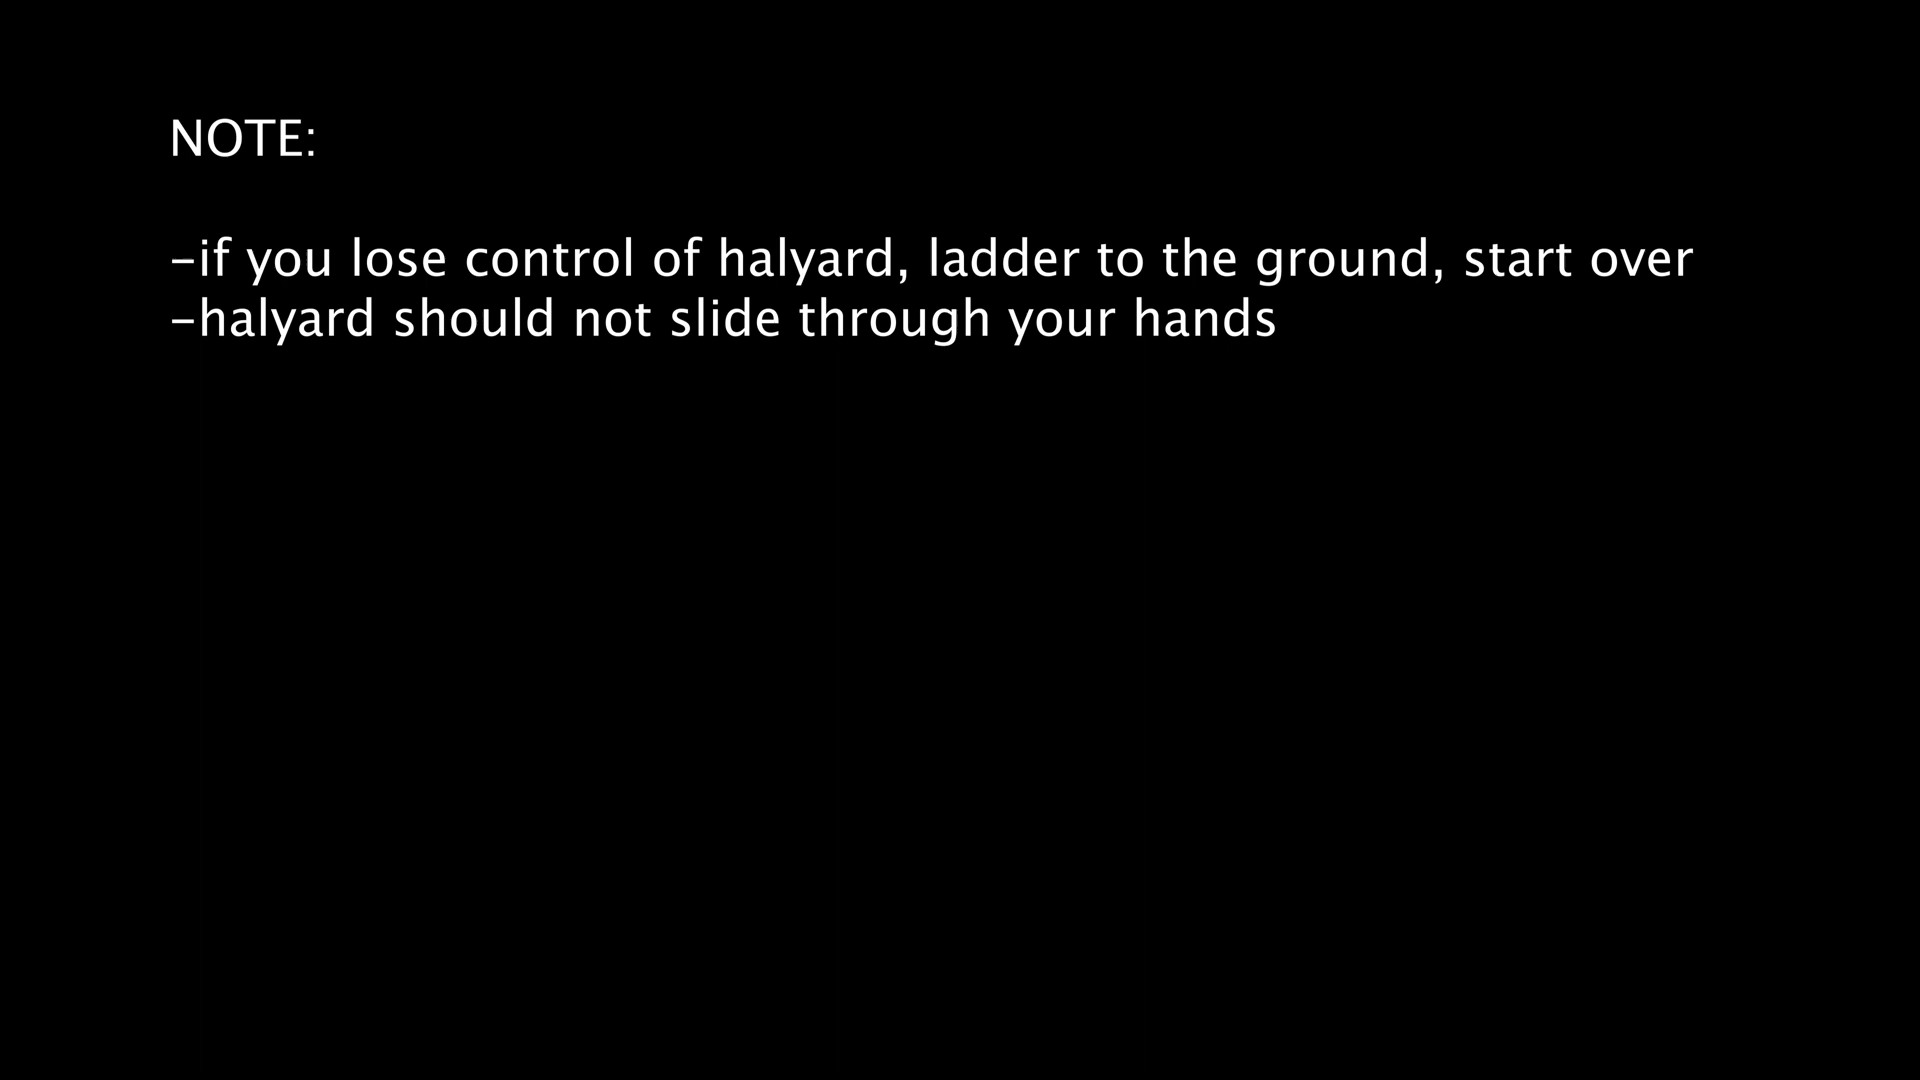 NOTE:
-if you lose control of halyard, ladder to the ground, start over
-halyard should not slide through your hands